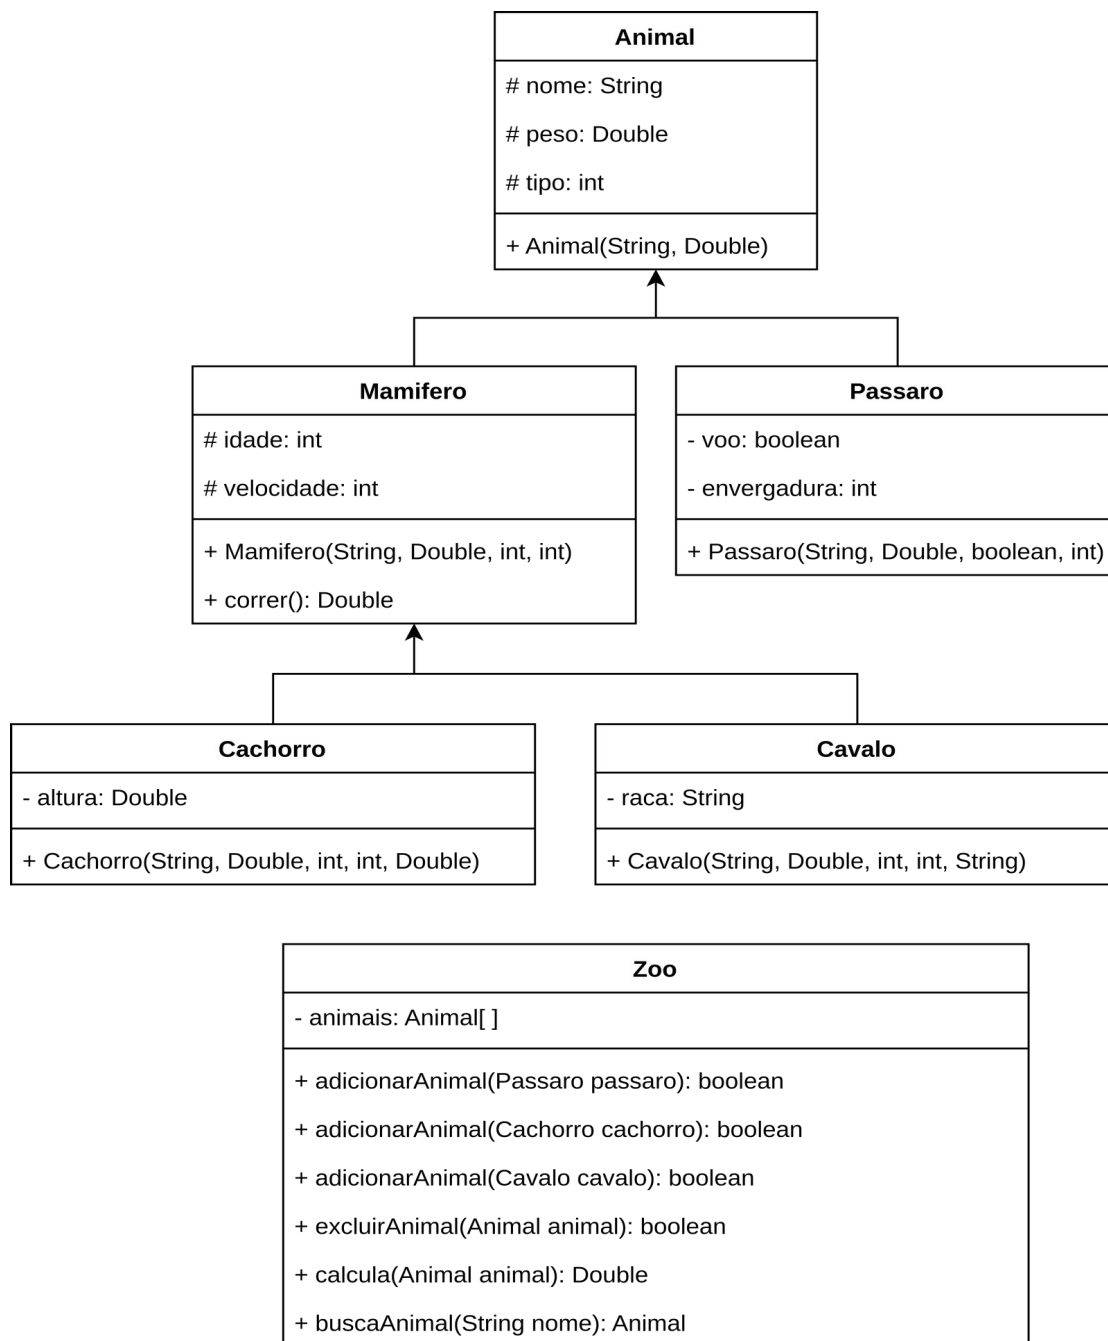 Animal
# nome: String
# peso: Double
# tipo: int
+ Animal(String, Double)
Mamifero
# idade: int
# velocidade: int
+ Mamifero(String, Double, int, int)
+ correr(): Double
Passaro
- voo: boolean
- envergadura: int
+ Passaro(String, Double, boolean, int)
Cachorro
- altura: Double
+ Cachorro(String, Double, int, int, Double)
Cavalo
- raca: String
+ Cavalo(String, Double, int, int, String)
Zoo
- animais: Animal[ ]
+ adicionarAnimal(Passaro passaro): boolean
+ adicionarAnimal(Cachorro cachorro): boolean
+ adicionarAnimal(Cavalo cavalo): boolean
+ excluirAnimal(Animal animal): boolean
+ calcula(Animal animal): Double
+ buscaAnimal(String nome): Animal